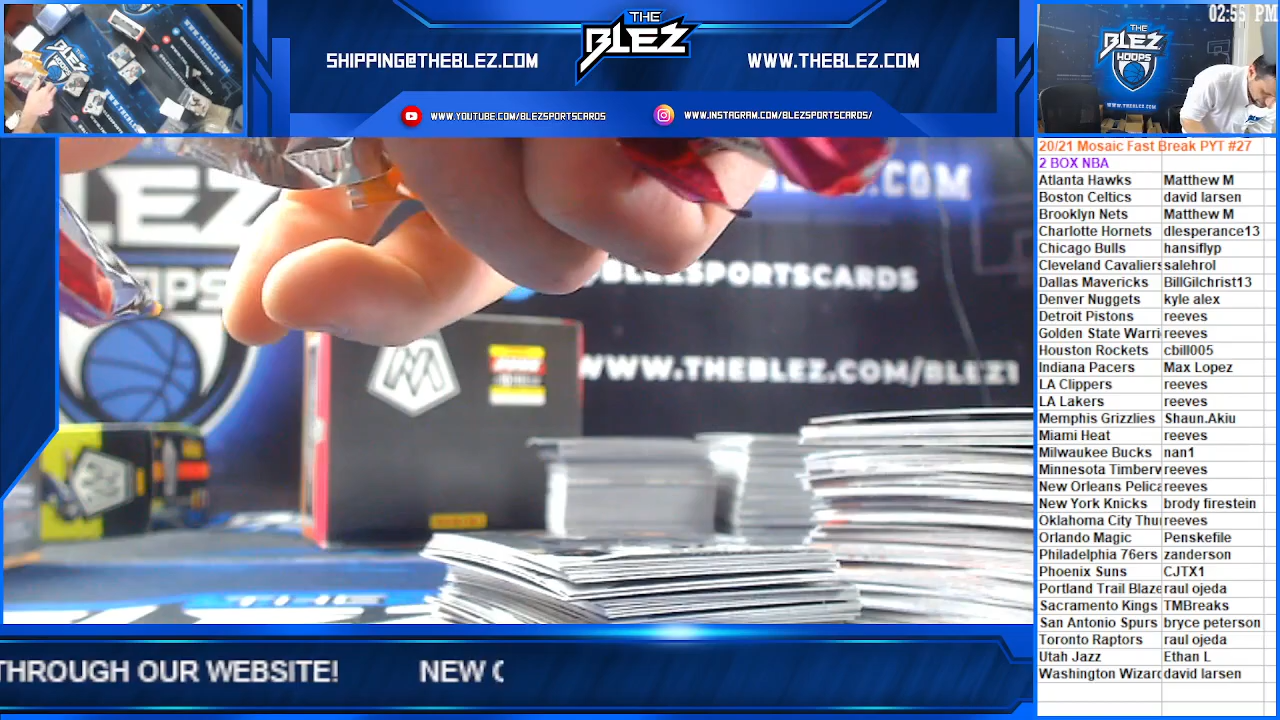 SHIPPING@THEBLEZ.COM
THE
BLEZ
WWW.THEBLEZ.COM
WWW.YOUTUBE.COM/BLEZSPORTSCARDS
WWW.INSTAGRAM.COM/BLEZSPORTSCARDS/
02:55 PM
THE
BLEZ
HOOPS
20/21 Mosaic Fast Break PYT #27
2 BOX NBA
Atlanta Hawks Matthew M
Boston Celtics david larsen
Brooklyn Nets Matthew M
Charlotte Hornets dlesperance13
Chicago Bulls hansiflyp
Cleveland Cavaliers salehrol
Dallas Mavericks BillGilchrist13
Denver Nuggets kyle alex
Detroit Pistons reeves
Golden State Warri reeves
Houston Rockets cbill005
Indiana Pacers Max Lopez
LA Clippers reeves
LA Lakers reeves
Memphis Grizzlies Shaun.Akiu
Miami Heat reeves
Milwaukee Bucks nan1
Minnesota Timberw reeves
New Orleans Pelica reeves
New York Knicks brody firestein
Oklahoma City Thu reeves
Orlando Magic Penskefile
Philadelphia 76ers zanderson
Phoenix Suns CJTX1
Portland Trail Blaze raul ojeda
Sacramento Kings TMBreaks
San Antonio Spurs bryce peterson
Toronto Raptors raul ojeda
Utah Jazz Ethan L
Washington Wizard david larsen
.COM
BLEZSPORTSCARDS
WWW.THEBLEZ.COM/BLEZ1
LEZ
OPS
THROUGH OUR WEBSITE! NEW